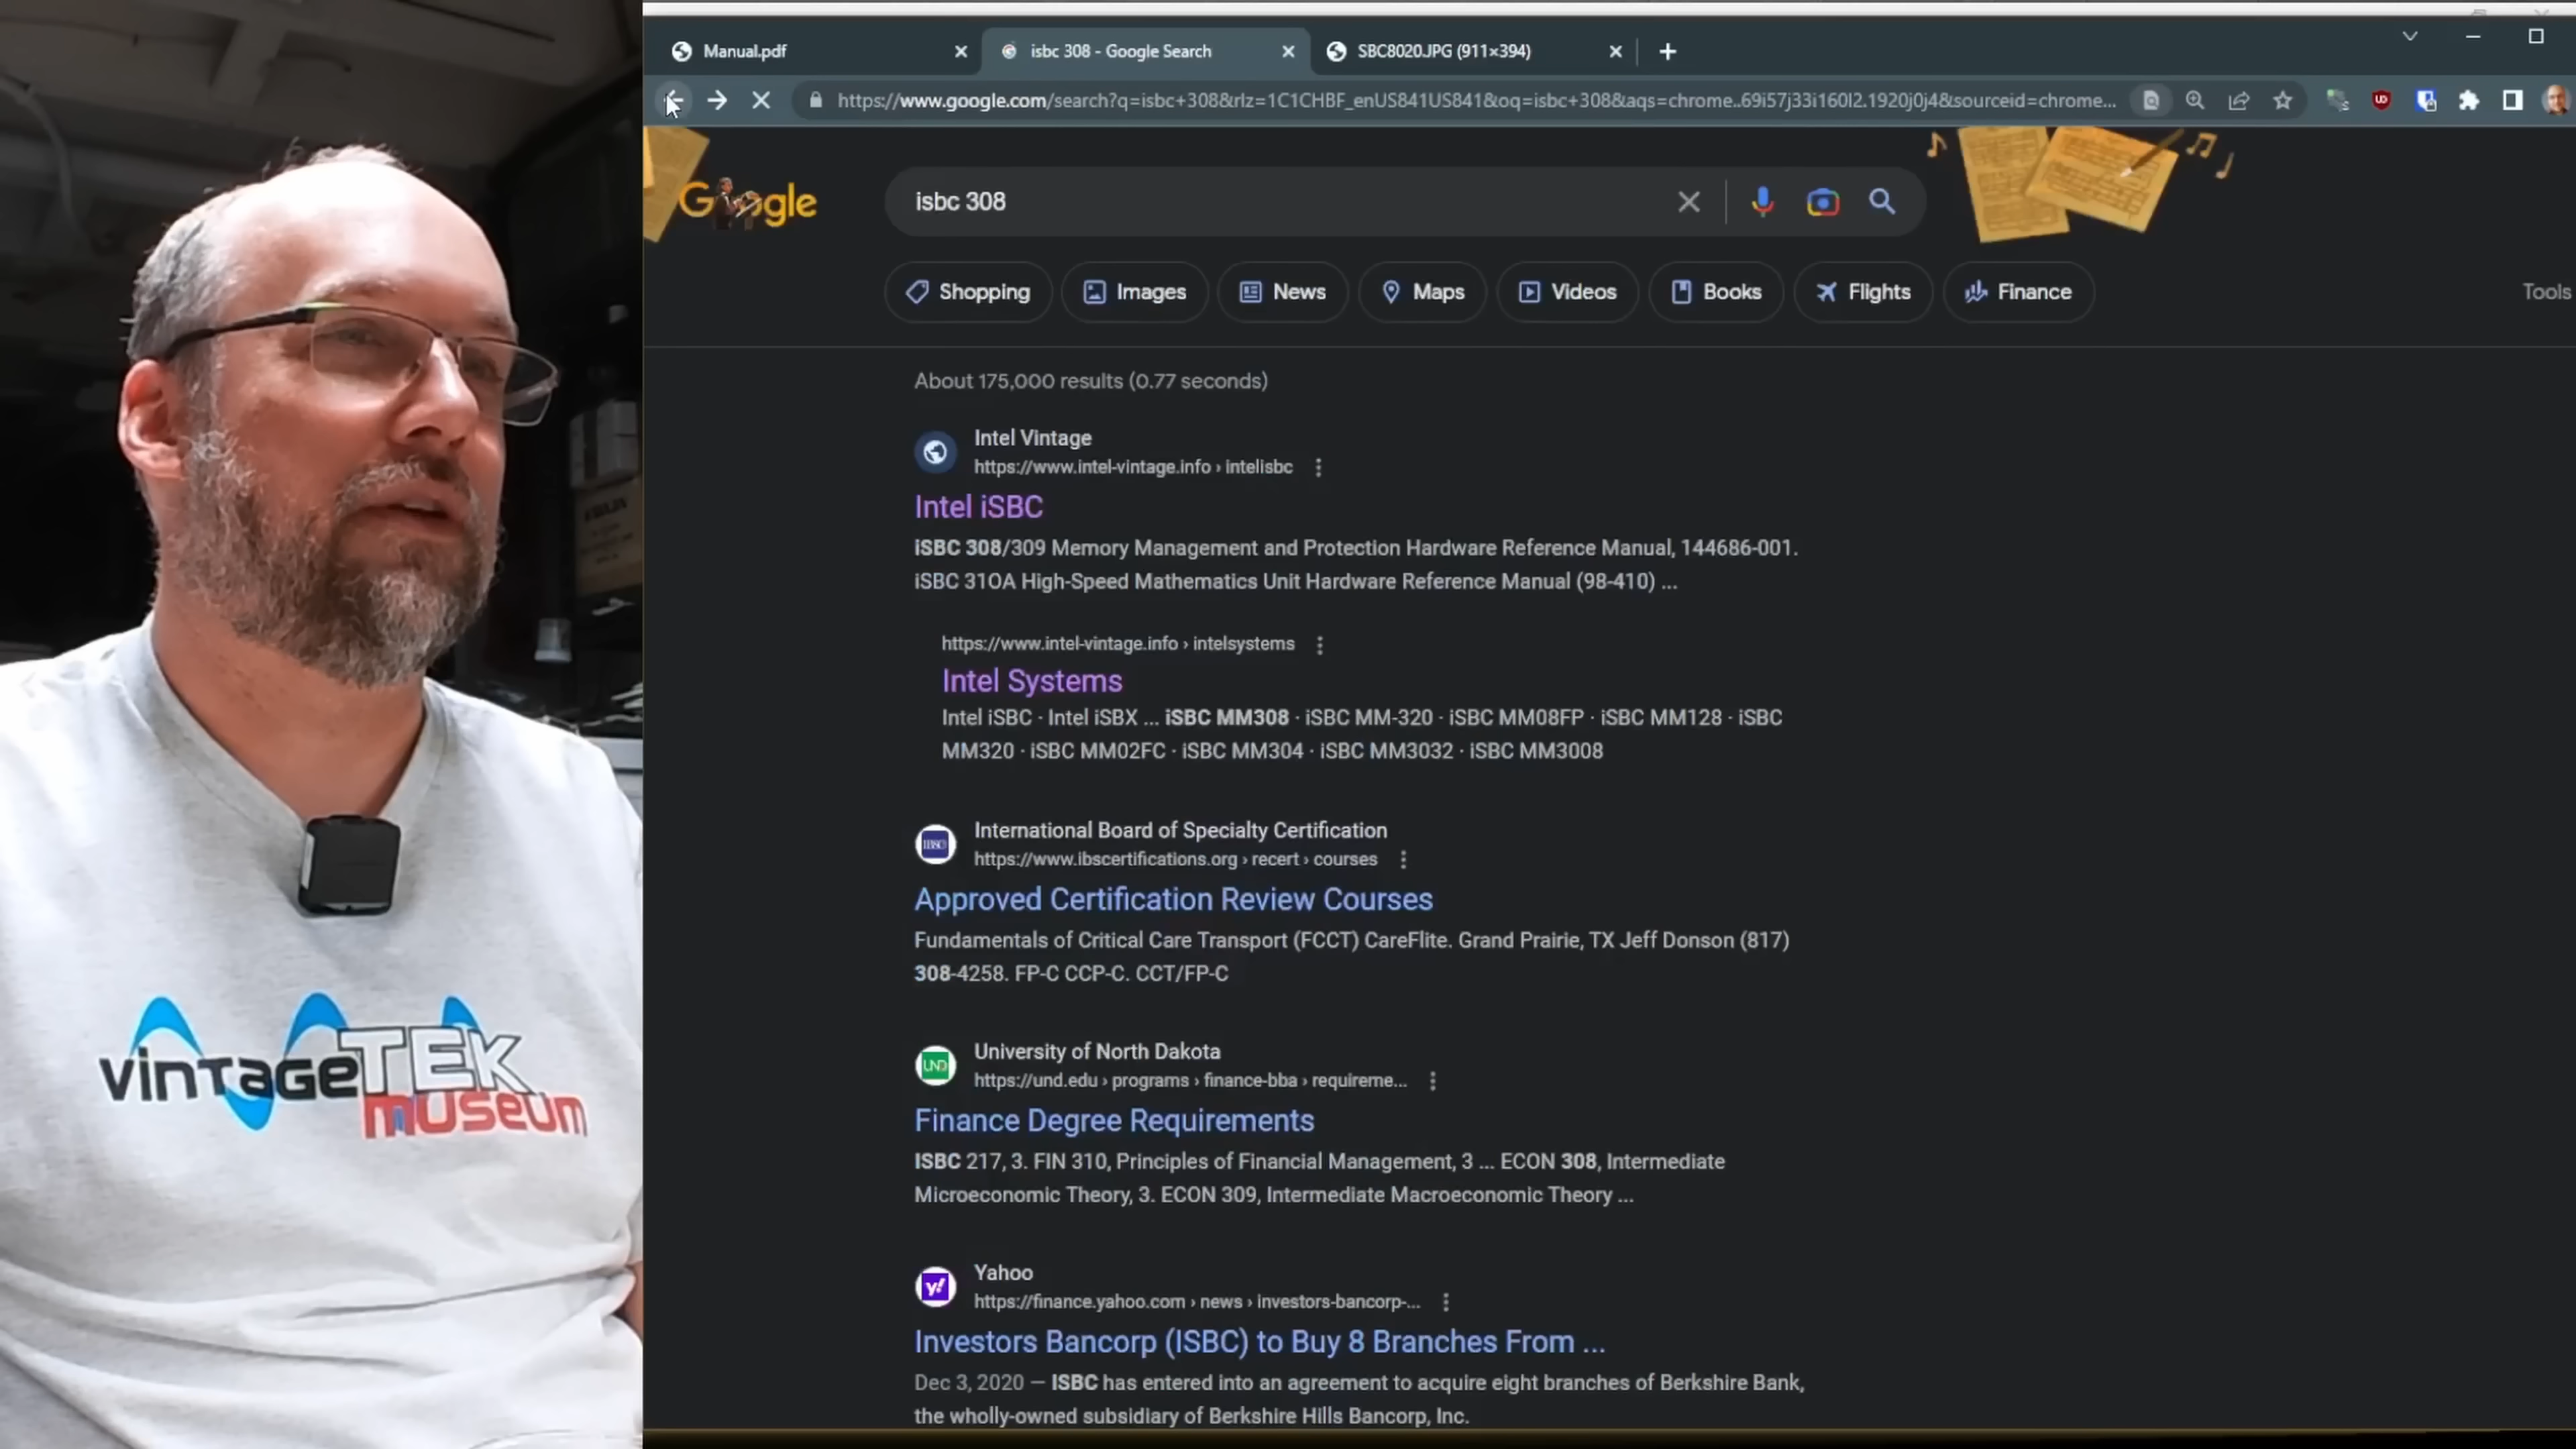 Manual.pdf
isbc 308 - Google Search
SBC8020.JPG (911×394)
https://www.google.com/search?q=isbc+308&rlz=1C1CHBF_enUS841US841&oq=isbc+308&aqs=chrome..69i57j33i160l2.1920j0j4&sourceid=chrome...
Google
isbc 308
Shopping
Images
News
Maps
Videos
Books
Flights
Finance
Tools
About 175,000 results (0.77 seconds)
Intel Vintage
https://www.intel-vintage.info › intelisbc
Intel iSBC
iSBC 308/309 Memory Management and Protection Hardware Reference Manual, 144686-001.
iSBC 31OA High-Speed Mathematics Unit Hardware Reference Manual (98-410) ...
https://www.intel-vintage.info › intelsystems
Intel Systems
Intel iSBC · Intel iSBX ... iSBC MM308 · iSBC MM-320 · iSBC MM08FP · iSBC MM128 · iSBC
MM320 · iSBC MM02FC · iSBC MM304 · iSBC MM3032 · iSBC MM3008
IBSC
International Board of Specialty Certification
https://www.ibscertifications.org › recert › courses
Approved Certification Review Courses
Fundamentals of Critical Care Transport (FCCT) CareFlite. Grand Prairie, TX Jeff Donson (817)
308-4258. FP-C CCP-C. CCT/FP-C
UND
University of North Dakota
https://und.edu › programs › finance-bba › requireme...
Finance Degree Requirements
ISBC 217, 3. FIN 310, Principles of Financial Management, 3 ... ECON 308, Intermediate
Microeconomic Theory, 3. ECON 309, Intermediate Macroeconomic Theory ...
y!
Yahoo
https://finance.yahoo.com › news › investors-bancorp-...
Investors Bancorp (ISBC) to Buy 8 Branches From ...
Dec 3, 2020 — ISBC has entered into an agreement to acquire eight branches of Berkshire Bank,
the wholly-owned subsidiary of Berkshire Hills Bancorp, Inc.
vintageTEK
museum